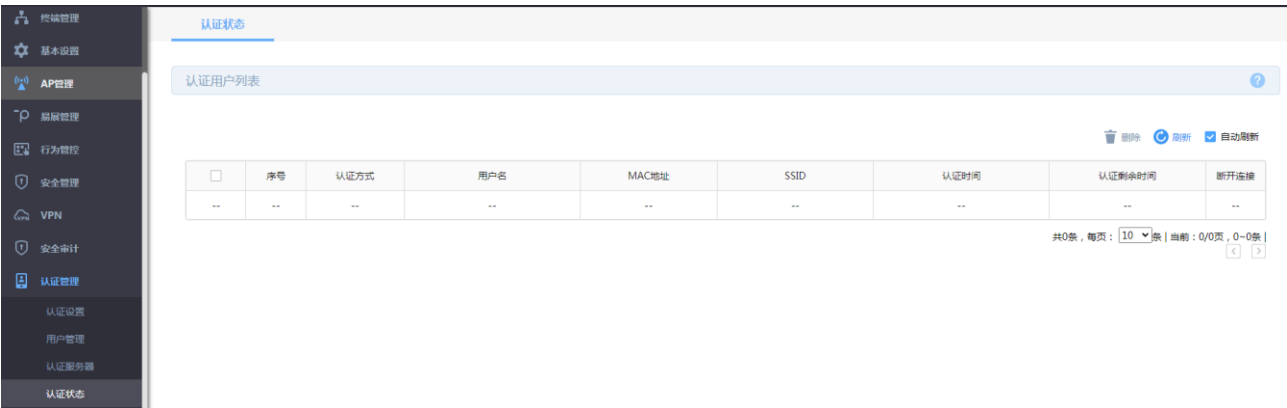 终端管理
基本设置
AP管理
易展管理
行为管控
安全管理
VPN
安全审计
认证管理
认证设置
用户管理
认证服务器
认证状态
认证状态
认证用户列表
?
删除 刷新 自动刷新
序号 认证方式 用户名 MAC地址 SSID 认证时间 认证剩余时间 断开连接
-- -- -- -- -- -- -- -- --
共0条，每页： 10 条 | 当前：0/0页，0~0条 |
< >